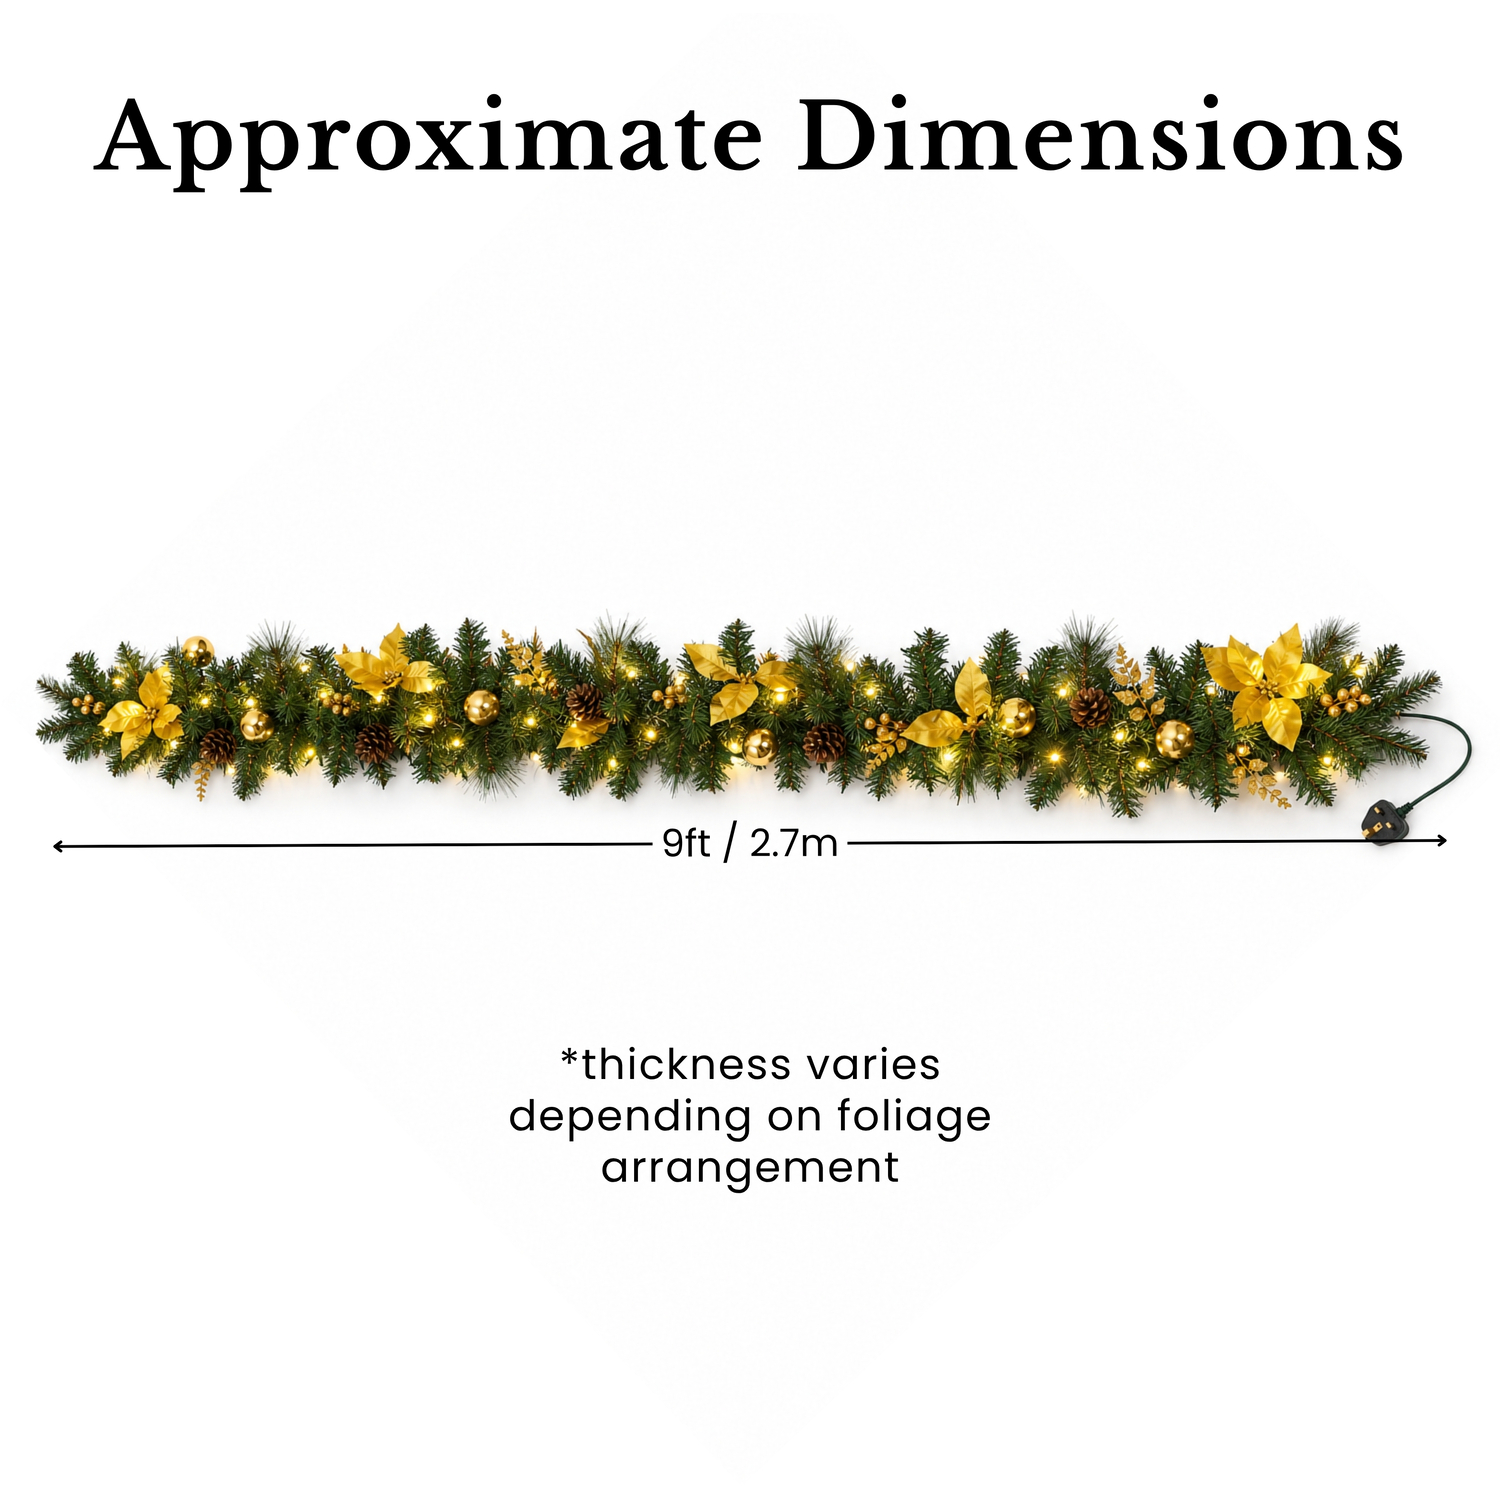 Approximate Dimensions
9ft / 2.7m
*thickness varies
depending on foliage
arrangement